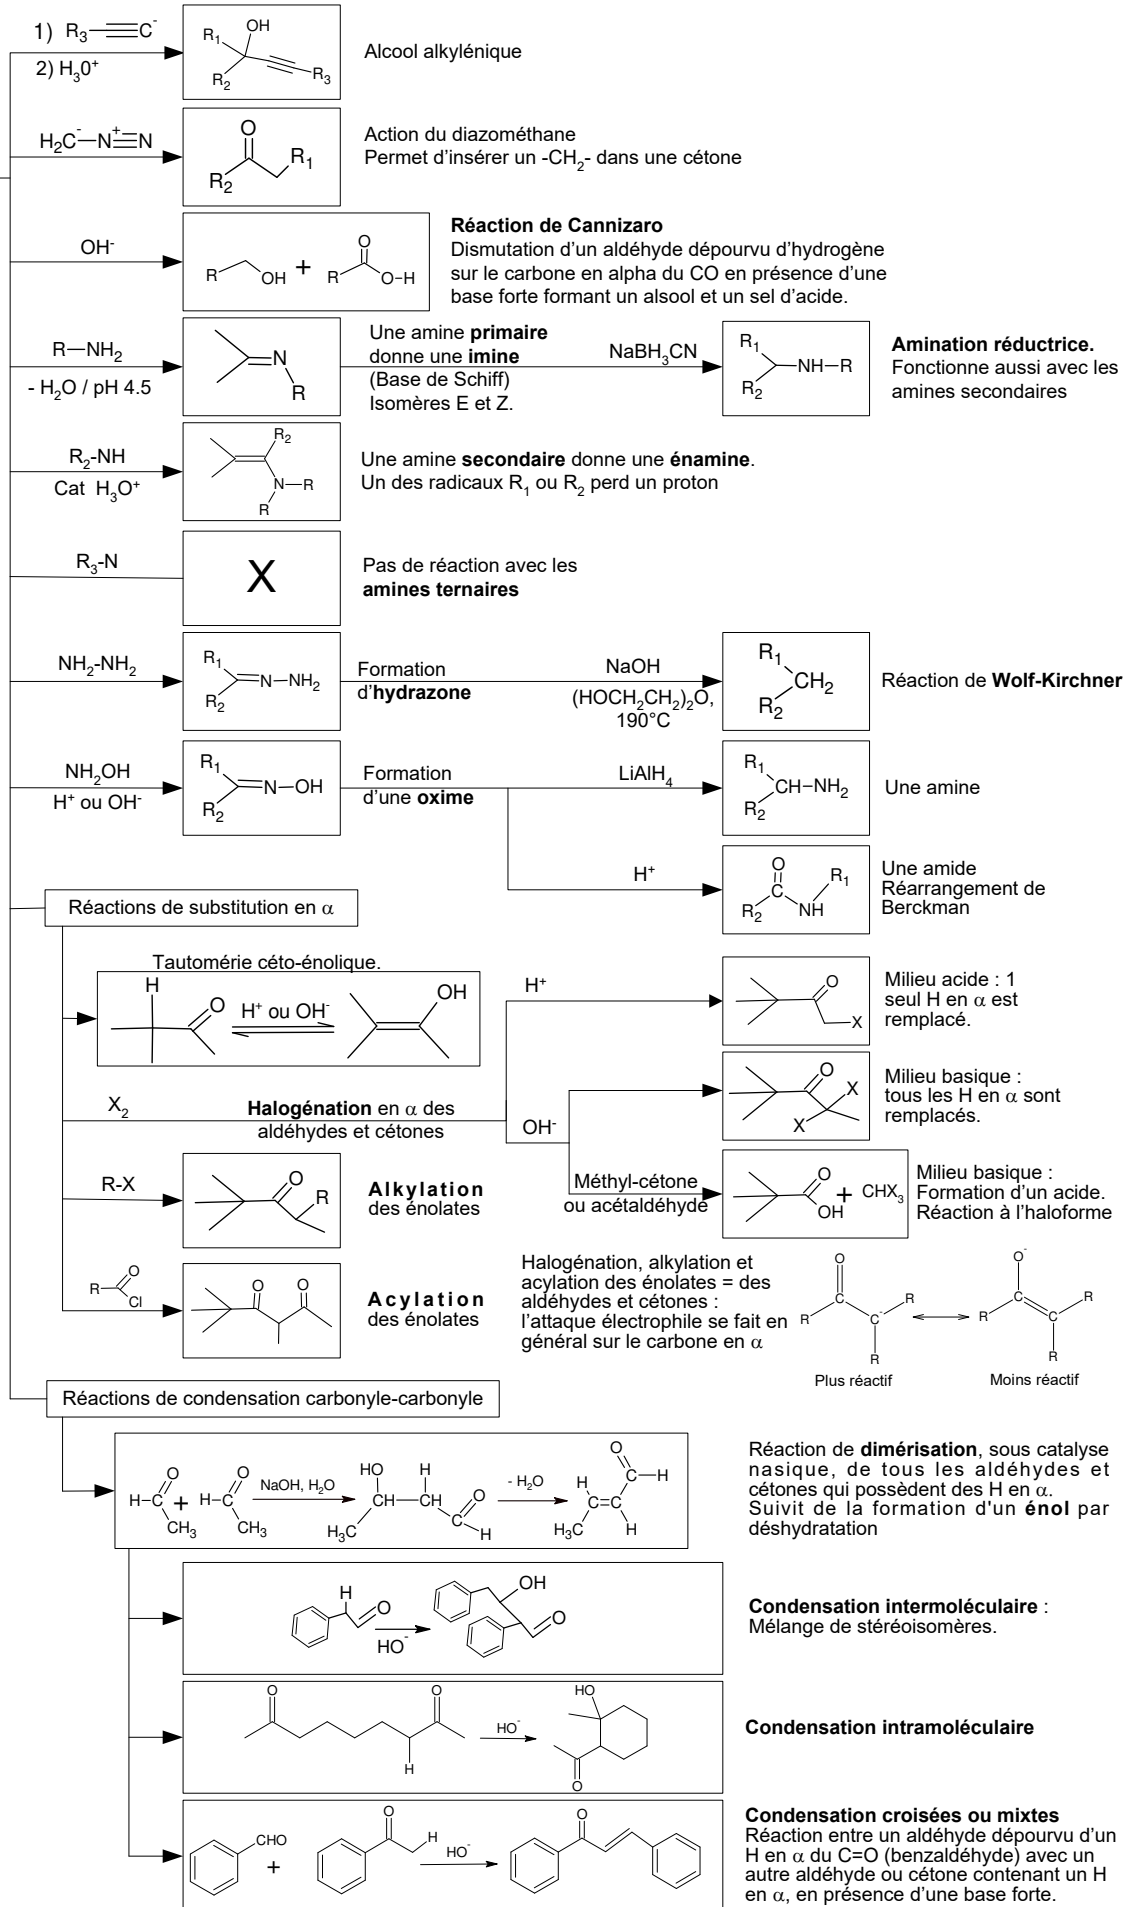 1) R3 C-
2) H30+
OH
R1
R2
R3
Alcool alkylénique
H2C- N+ N
O
R1
R2
Action du diazométhane
Permet d'insérer un -CH2- dans une cétone
OH-
R OH + R O O-H
Réaction de Cannizaro
Dismutation d'un aldéhyde dépourvu d'hydrogène
sur le carbone en alpha du CO en présence d'une
base forte formant un alsool et un sel d'acide.
R—NH2
- H2O / pH 4.5
N
R
Une amine primaire
donne une imine
(Base de Schiff)
Isomères E et Z.
NaBH3CN
R1
NH—R
R2
Amination réductrice.
Fonctionne aussi avec les
amines secondaires
R2-NH
Cat H3O+
R2
N—R
R
Une amine secondaire donne une énamine.
Un des radicaux R1 ou R2 perd un proton
R3-N
X
Pas de réaction avec les
amines ternaires
NH2-NH2
R1
N—NH2
R2
Formation
d'hydrazone
NaOH
(HOCH2CH2)2O,
190°C
R1
CH2
R2
Réaction de Wolf-Kirchner
NH2OH
H+ ou OH-
R1
N—OH
R2
Formation
d'une oxime
LiAlH4
R1
CH—NH2
R2
Une amine
H+
O
C R1
R2 NH
Une amide
Réarrangement de
Berckman
Réactions de substitution en α
Tautomérie céto-énolique.
H
O
H+ ou OH-
OH
H+
O
X
Milieu acide : 1
seul H en α est
remplacé.
X2
Halogénation en α des
aldéhydes et cétones
OH-
O
X
X
Milieu basique :
tous les H en α sont
remplacés.
Méthyl-cétone
ou acétaldéhyde
O
OH + CHX3
Milieu basique :
Formation d'un acide.
Réaction à l'haloforme
R-X
O
R
Alkylation
des énolates
R O
Cl
O O
Acylation
des énolates
Halogénation, alkylation et
acylation des énolates = des
aldéhydes et cétones :
l'attaque électrophile se fait en
général sur le carbone en α
O
C
R C- R
R
Plus réactif
O-
C R
R C
R
Moins réactif
Réactions de condensation carbonyle-carbonyle
O
H-C
CH3
+
O
H-C
CH3
NaOH, H2O
HO H
CH CH
H3C C O
H
- H2O
O
C—H
H C
C
H3C H
Réaction de dimérisation, sous catalyse
nasique, de tous les aldéhydes et
cétones qui possèdent des H en α.
Suivit de la formation d'un énol par
déshydratation
H
O
HO-
OH
O
Condensation intermoléculaire :
Mélange de stéréoisomères.
O O
H
HO-
HO
O
Condensation intramoléculaire
CHO
+
O
H
HO-
O
Condensation croisées ou mixtes
Réaction entre un aldéhyde dépourvu d'un
H en α du C=O (benzaldéhyde) avec un
autre aldéhyde ou cétone contenant un H
en α, en présence d'une base forte.